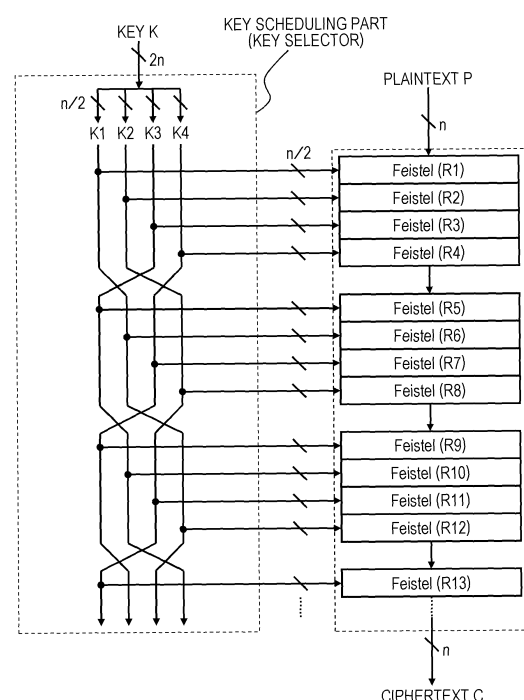 KEY SCHEDULING PART
(KEY SELECTOR)
KEY K
2n
n/2
K1 K2 K3 K4
PLAINTEXT P
n
n/2
Feistel (R1)
Feistel (R2)
Feistel (R3)
Feistel (R4)
Feistel (R5)
Feistel (R6)
Feistel (R7)
Feistel (R8)
Feistel (R9)
Feistel (R10)
Feistel (R11)
Feistel (R12)
Feistel (R13)
n
CIPHERTEXT C